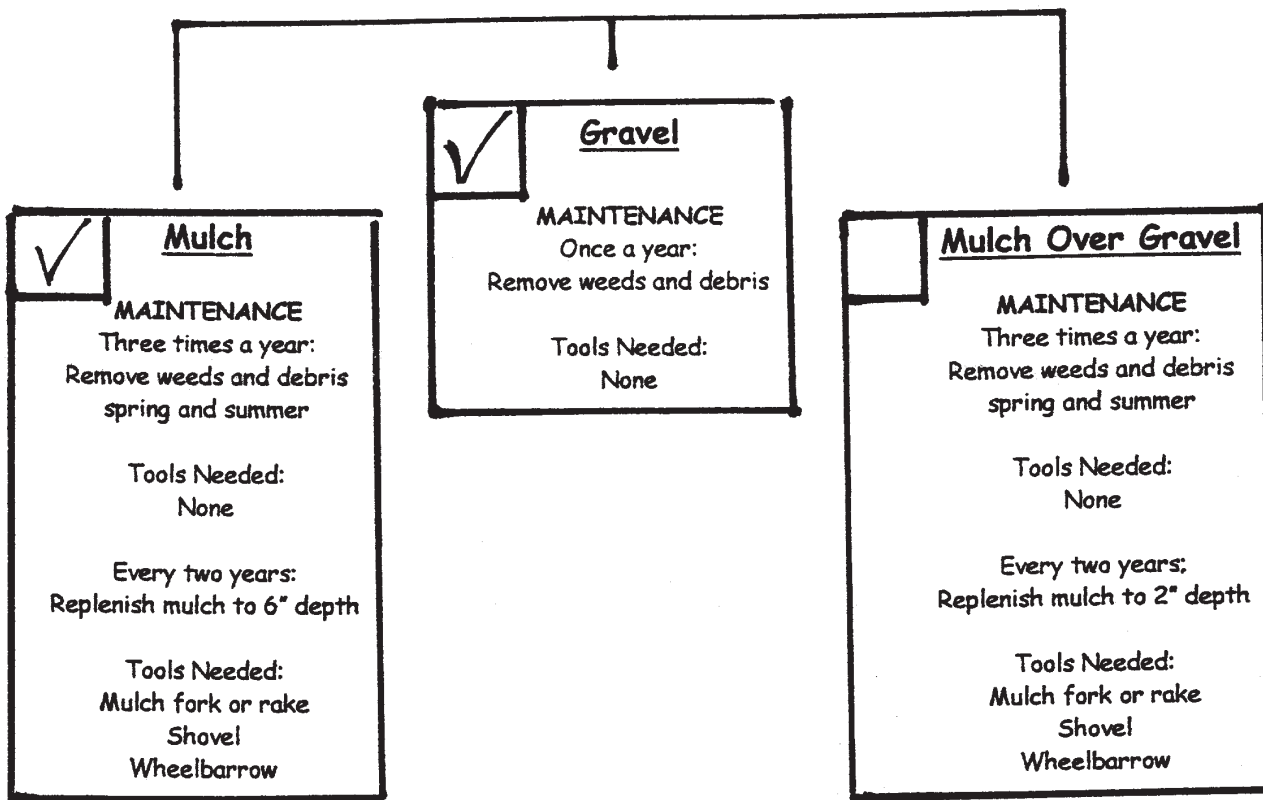 Mulch
MAINTENANCE
Three times a year:
Remove weeds and debris
spring and summer
Tools Needed:
None
Every two years:
Replenish mulch to 6" depth
Tools Needed:
Mulch fork or rake
Shovel
Wheelbarrow
Gravel
MAINTENANCE
Once a year:
Remove weeds and debris
Tools Needed:
None
Mulch Over Gravel
MAINTENANCE
Three times a year:
Remove weeds and debris
spring and summer
Tools Needed:
None
Every two years:
Replenish mulch to 2" depth
Tools Needed:
Mulch fork or rake
Shovel
Wheelbarrow